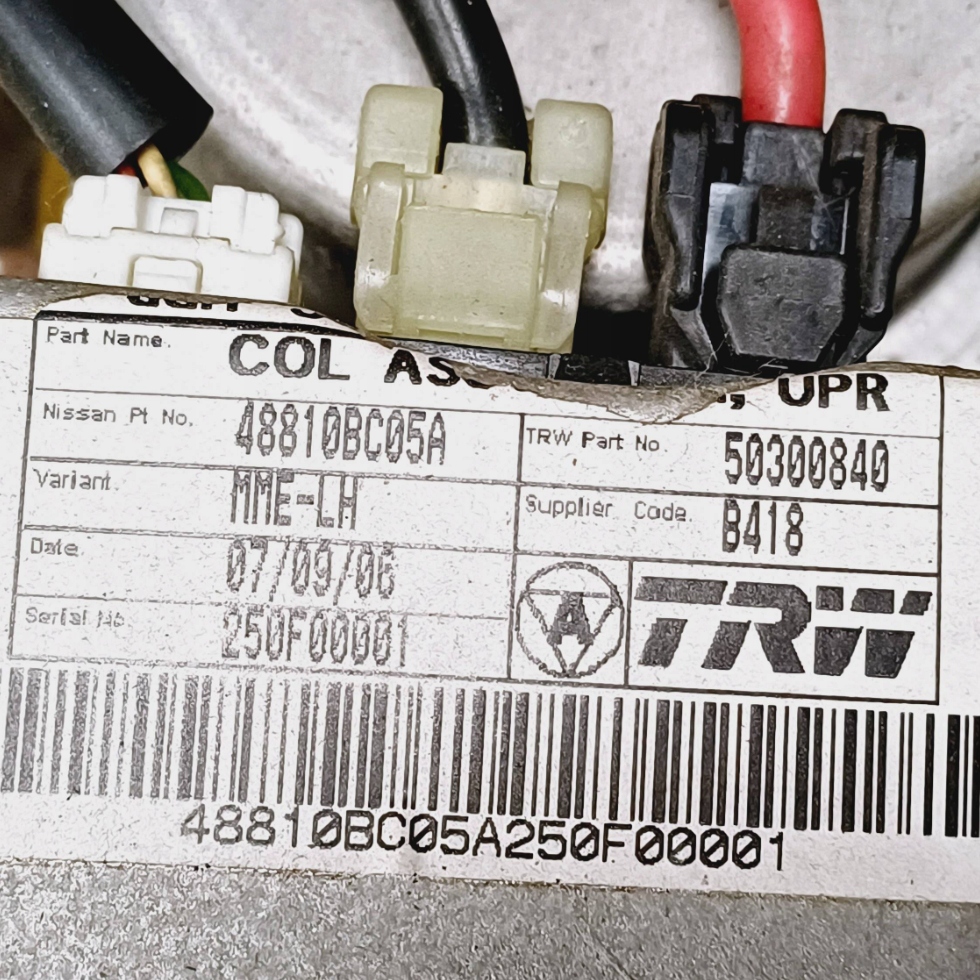 Part Name.
COL AS , UPR
Nissan Pt No. 48810BC05A
TRW Part No. 50300840
Variant. MME-LH
Supplier Code. B418
Date. 07/09/06
A TRW
Serial No 250F00001
48810BC05A250F00001